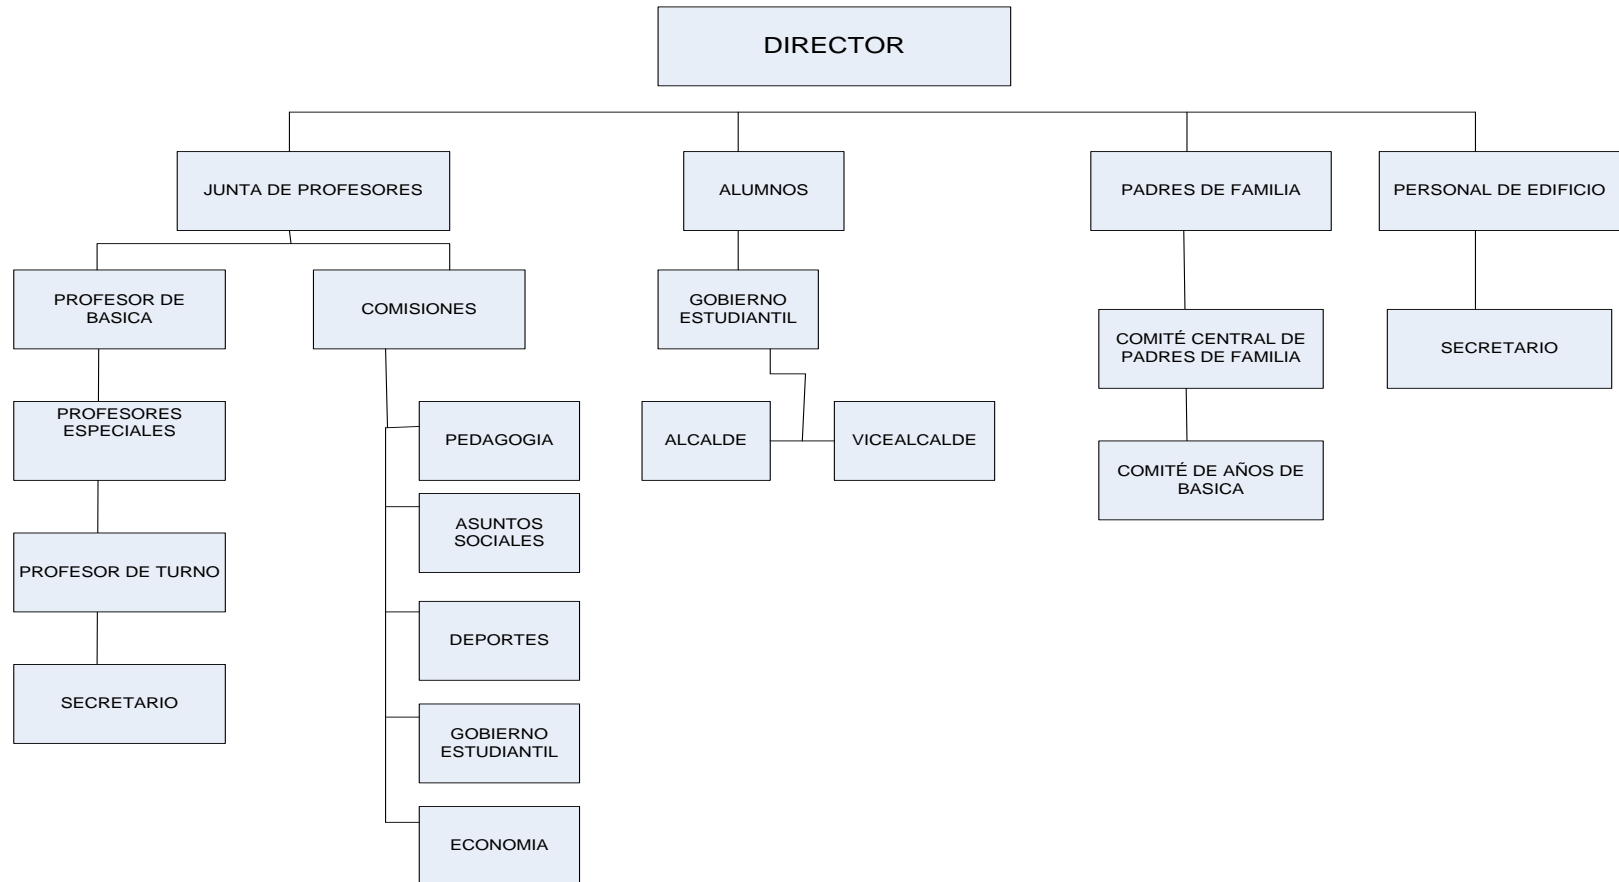 DIRECTOR
JUNTA DE PROFESORES
ALUMNOS
PADRES DE FAMILIA
PERSONAL DE EDIFICIO
PROFESOR DE
BASICA
COMISIONES
GOBIERNO
ESTUDIANTIL
COMITÉ CENTRAL DE
PADRES DE FAMILIA
SECRETARIO
PROFESORES
ESPECIALES
PEDAGOGIA
ALCALDE
VICEALCALDE
COMITÉ DE AÑOS DE
BASICA
ASUNTOS
SOCIALES
PROFESOR DE TURNO
DEPORTES
SECRETARIO
GOBIERNO
ESTUDIANTIL
ECONOMIA